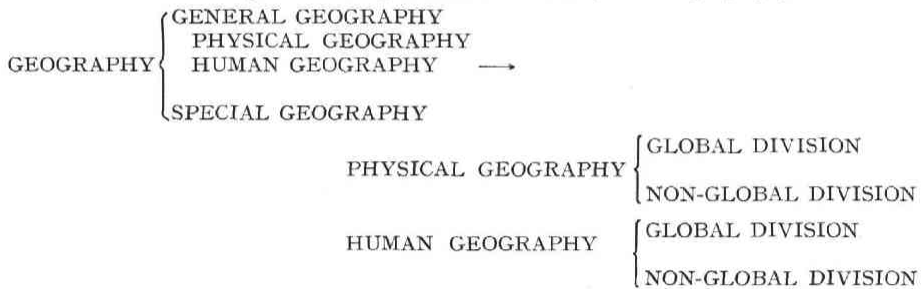 GENERAL GEOGRAPHY
PHYSICAL GEOGRAPHY
GEOGRAPHY HUMAN GEOGRAPHY →
SPECIAL GEOGRAPHY
GLOBAL DIVISION
PHYSICAL GEOGRAPHY
NON-GLOBAL DIVISION
GLOBAL DIVISION
HUMAN GEOGRAPHY
NON-GLOBAL DIVISION